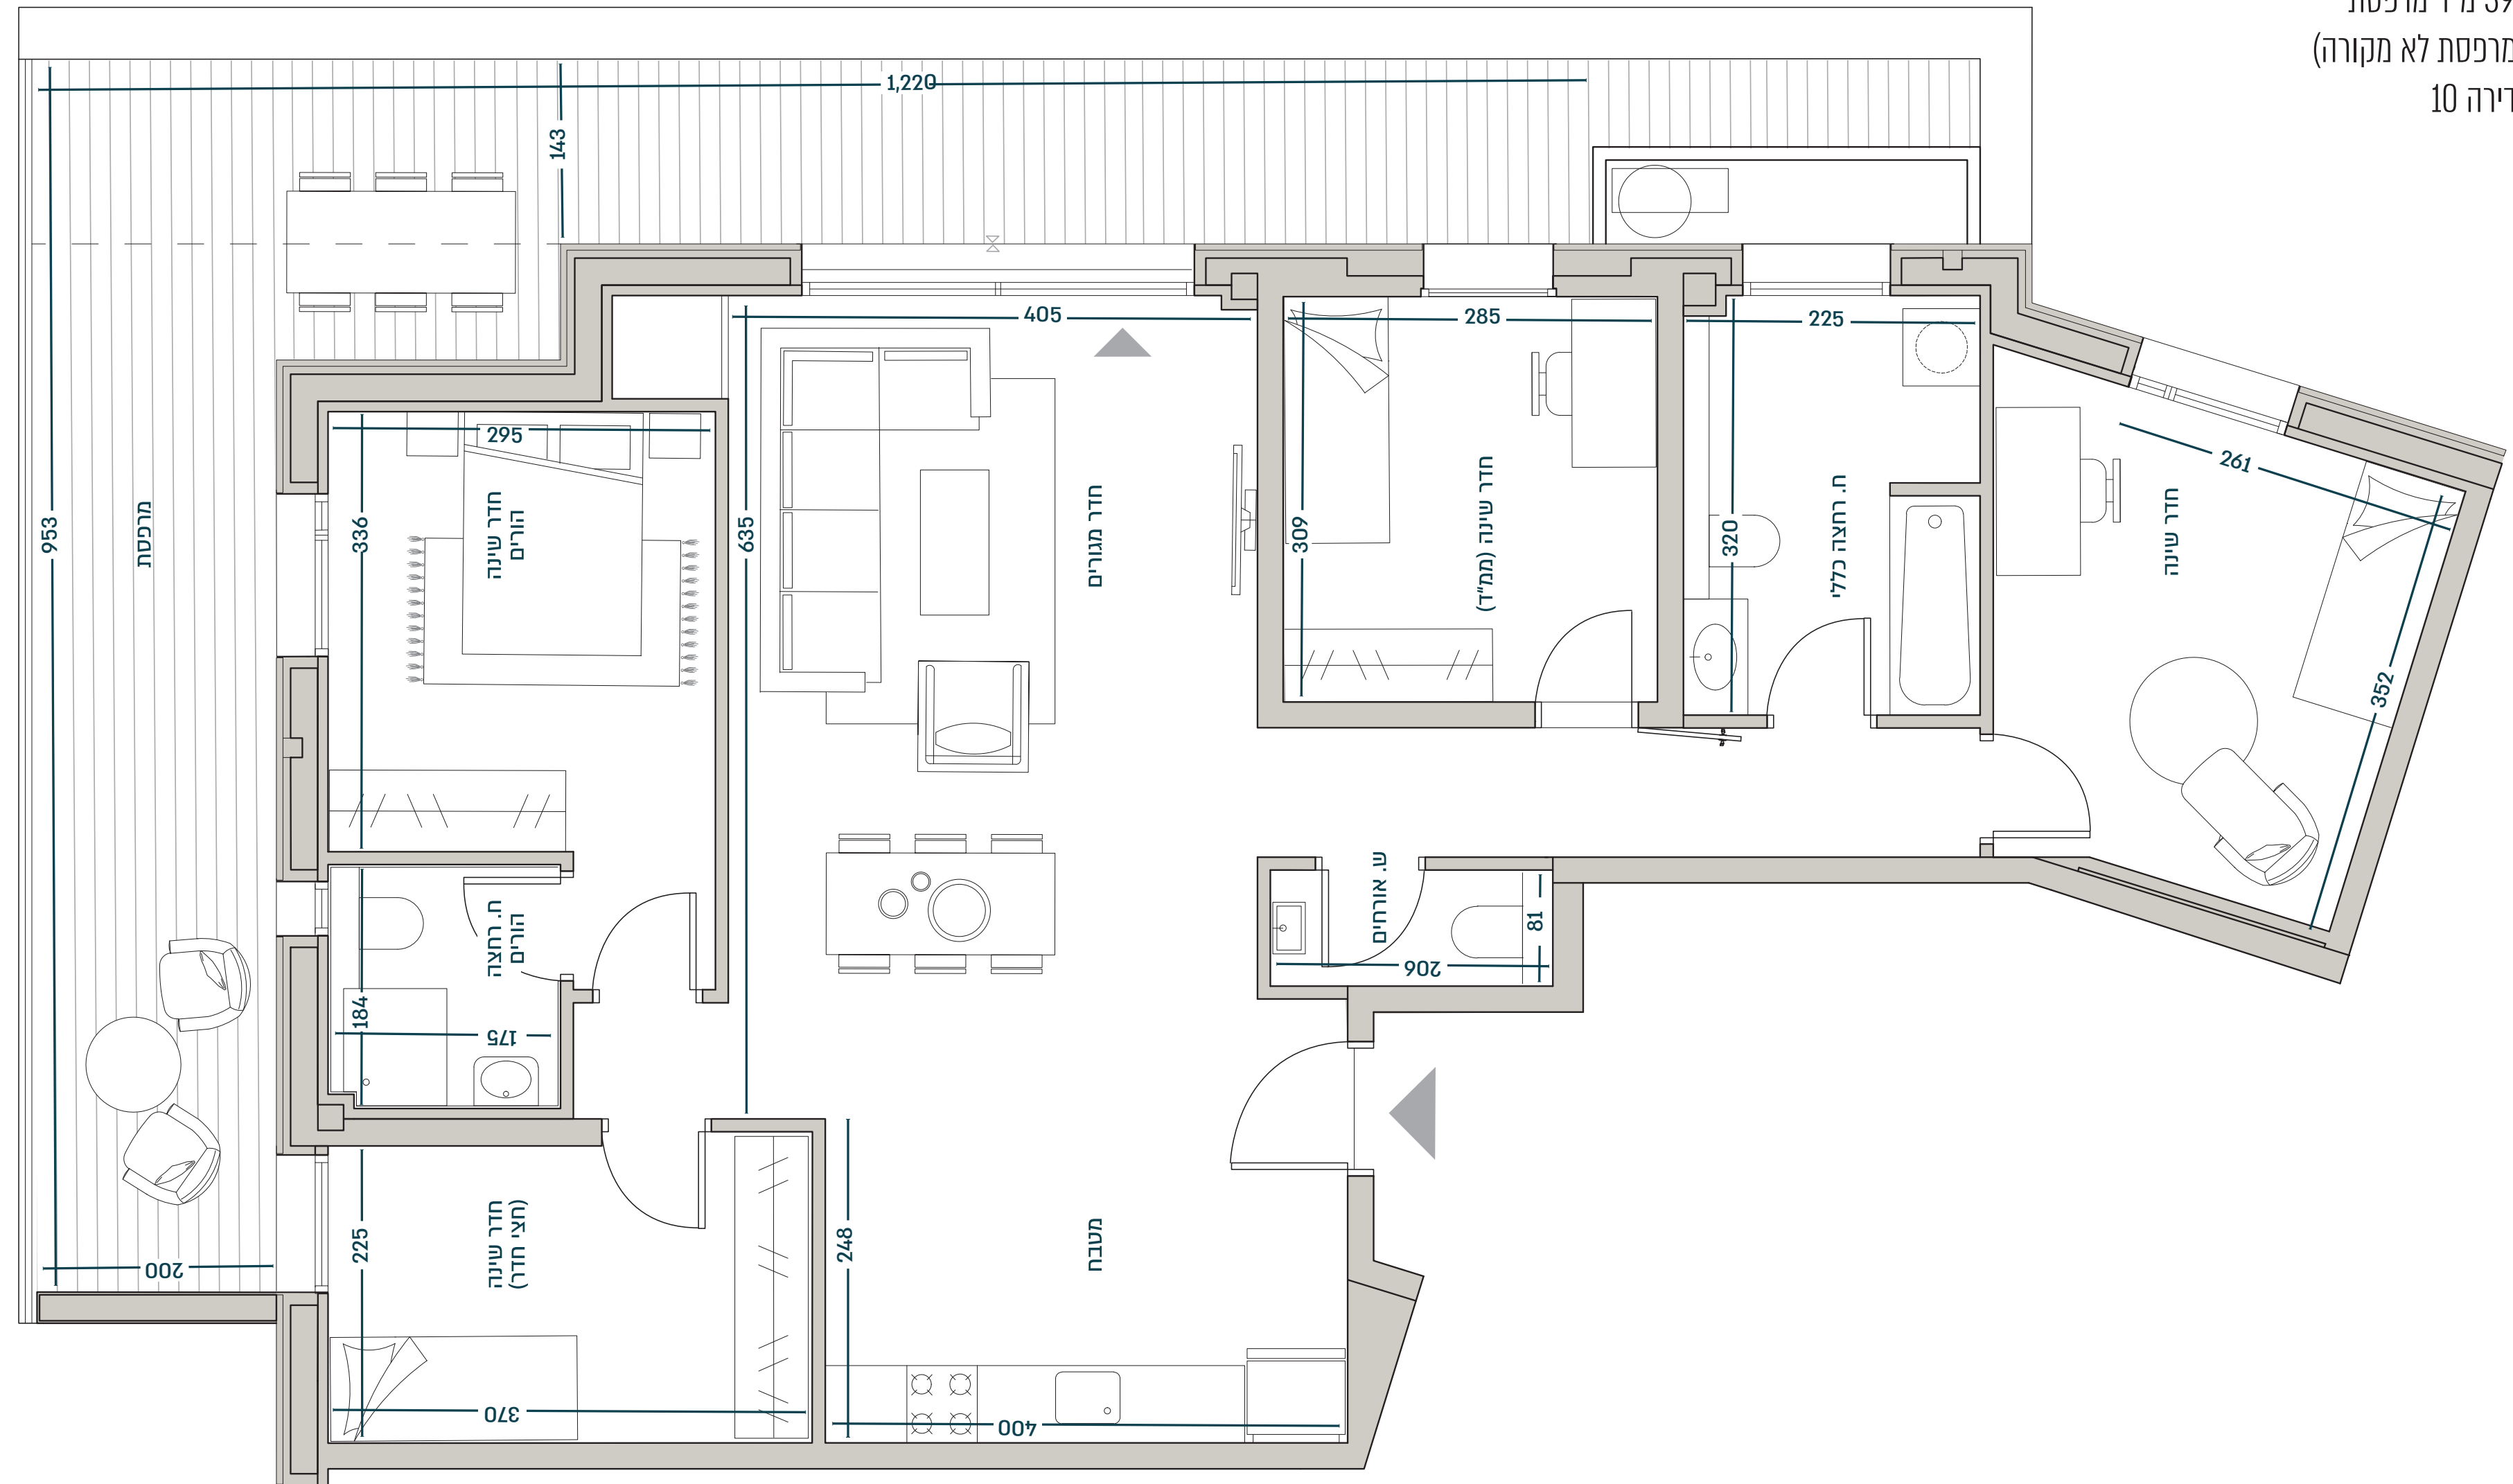 מ״ר מרפסת
מרפסת לא מקורה)
דירה 10
1,220
143
953
מרפסת
200
405
635
חדר מגורים
285
309
חדר שינה (ממ״ד)
225
320
ח. רחצה כללי
261
352
חדר שינה
295
336
חדר שינה
הורים
184
175
ח. רחצה
הורים
ש. אורחים
81
206
225
370
חדר שינה
(חצי חדר)
248
400
מטבח